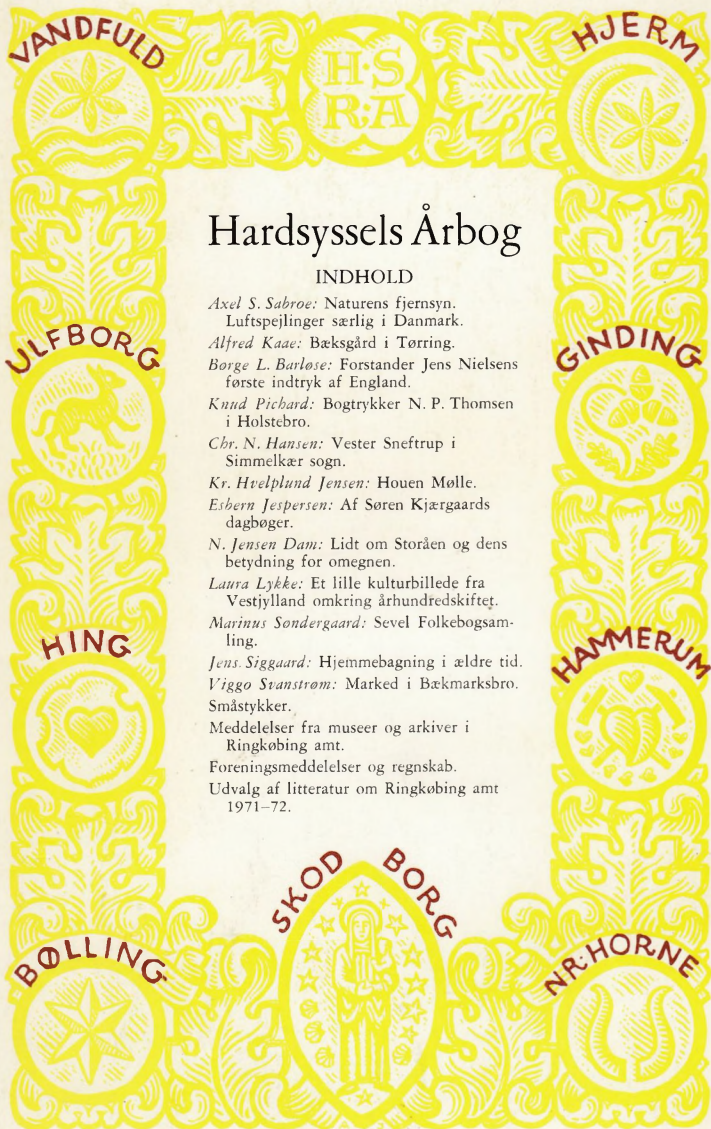 VANDFULD
H·S
R·A
HJERM
Hardsyssels Årbog
INDHOLD
Axel S. Sabroe: Naturens fjernsyn.
Luftspejlinger særlig i Danmark.
Alfred Kaae: Bæksgård i Tørring.
Børge L. Barløse: Forstander Jens Nielsens
første indtryk af England.
Knud Pichard: Bogtrykker N. P. Thomsen
i Holstebro.
Chr. N. Hansen: Vester Sneftrup i
Simmelkær sogn.
Kr. Hvelplund Jensen: Houen Mølle.
Esbern Jespersen: Af Søren Kjærgaards
dagbøger.
N. Jensen Dam: Lidt om Storåen og dens
betydning for omegnen.
Laura Lykke: Et lille kulturbillede fra
Vestjylland omkring århundredskiftet.
Marinus Søndergaard: Sevel Folkebogsam-
ling.
Jens Siggaard: Hjemmebagning i ældre tid.
Viggo Svanstrøm: Marked i Bækmarksbro.
Småstykker.
Meddelelser fra museer og arkiver i
Ringkøbing amt.
Foreningsmeddelelser og regnskab.
Udvalg af litteratur om Ringkøbing amt
1971–72.
ULFBORG
GINDING
HING
HAMMERUM
BØLLING
SKODBORG
NR·HORNE